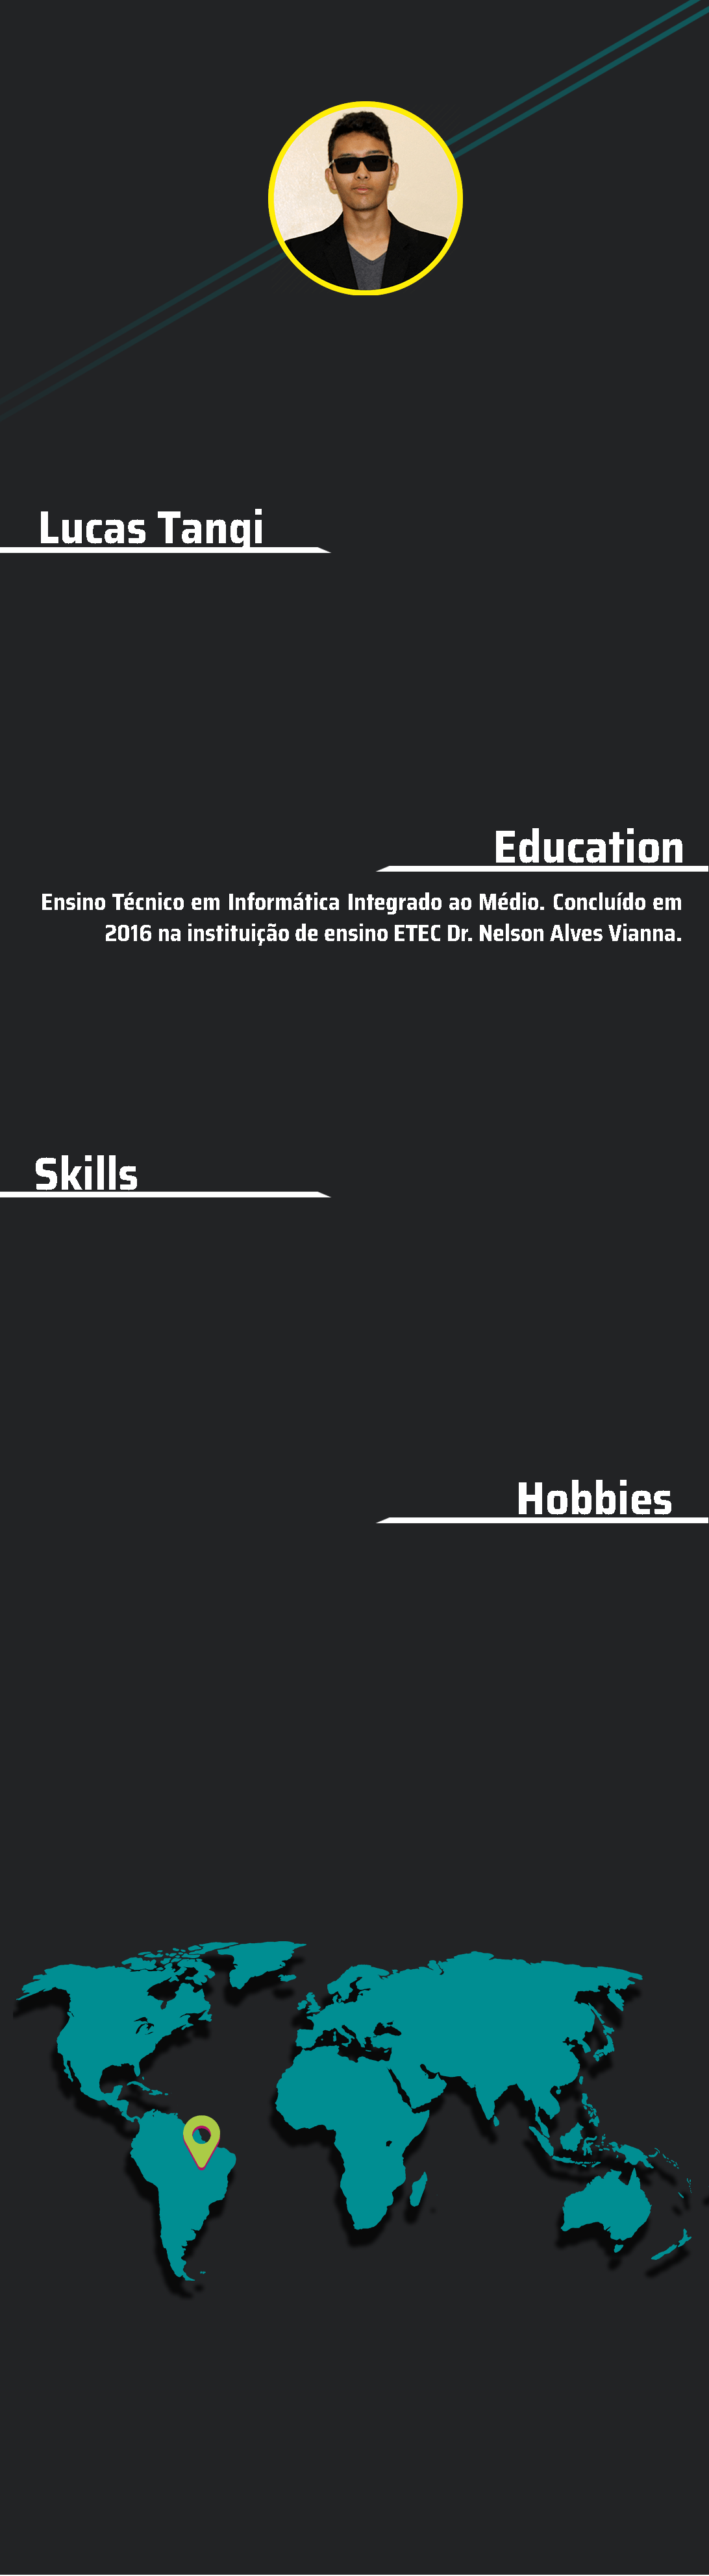 Lucas Tangi
Education
Ensino Técnico em Informática Integrado ao Médio. Concluído em
2016 na instituição de ensino ETEC Dr. Nelson Alves Vianna.
Skills
Hobbies